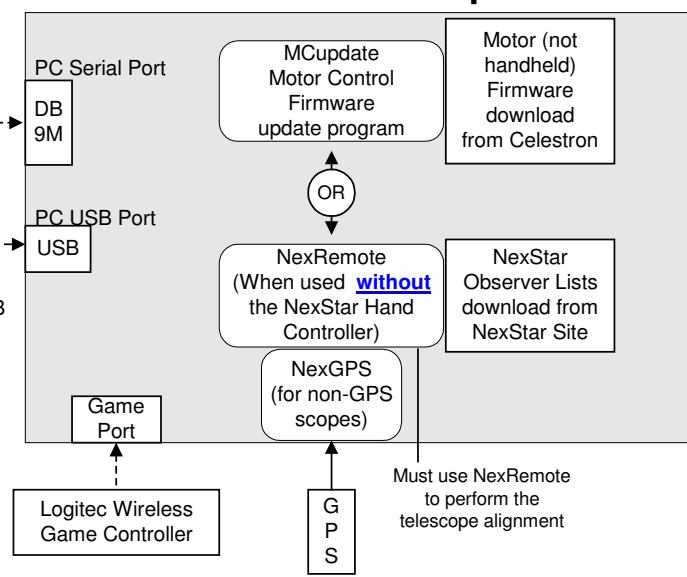 PC Serial Port
DB
9M
MCupdate
Motor Control
Firmware
update program
Motor (not
handheld)
Firmware
download
from Celestron
OR
PC USB Port
USB
NexRemote
(When used without
the NexStar Hand
Controller)
NexStar
Observer Lists
download from
NexStar Site
NexGPS
(for non-GPS
scopes)
Game
Port
Logitec Wireless
Game Controller
G
P
S
Must use NexRemote
to perform the
telescope alignment